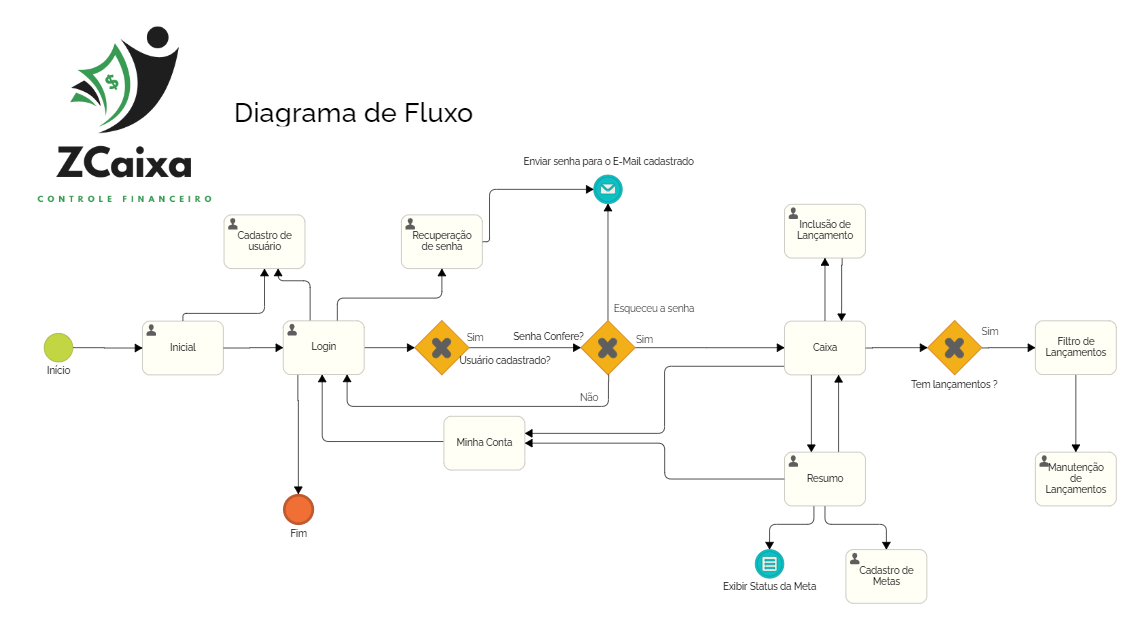 ZCaixa
CONTROLE FINANCEIRO
Diagrama de Fluxo
Enviar senha para o E-Mail cadastrado
Cadastro de
usuário
Recuperação
de senha
Inclusão de
Lançamento
Esqueceu a senha
Início
Inicial
Login
Sim
Usuário cadastrado?
Senha Confere?
Sim
Caixa
Sim
Tem lançamentos ?
Filtro de
Lançamentos
Não
Minha Conta
Resumo
Manutenção
de
Lançamentos
Fim
Exibir Status da Meta
Cadastro de
Metas